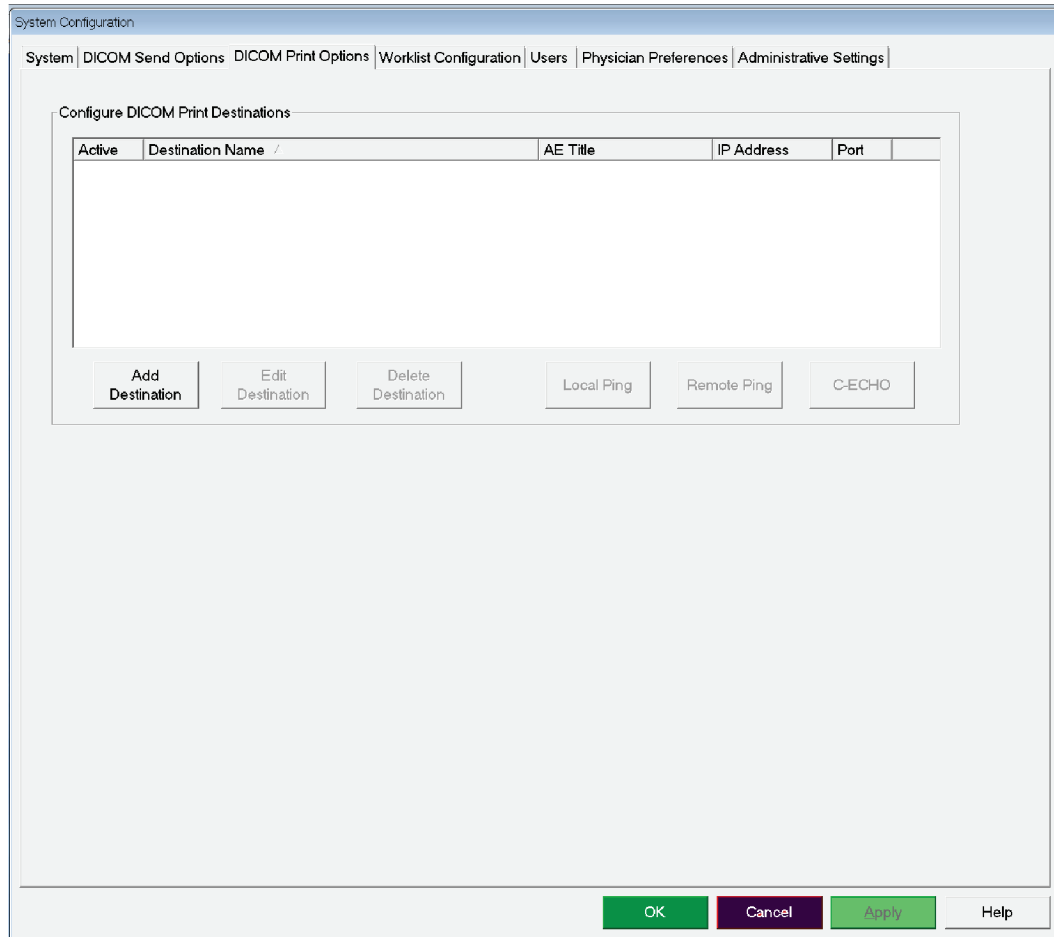 System Configuration
System DICOM Send Options DICOM Print Options Worklist Configuration Users Physician Preferences Administrative Settings
Configure DICOM Print Destinations
Active Destination Name / AE Title IP Address Port
Add Destination Edit Destination Delete Destination Local Ping Remote Ping C-ECHO
OK Cancel Apply Help